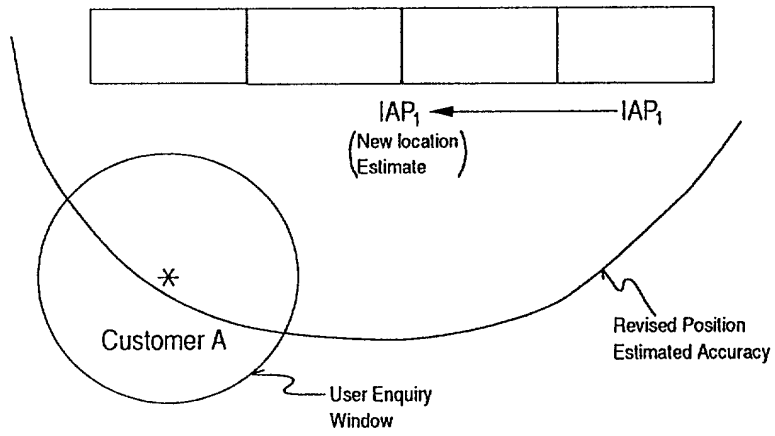 IAP₁ IAP₁
(New location
Estimate)
Customer A
Revised Position
Estimated Accuracy
User Enquiry
Window